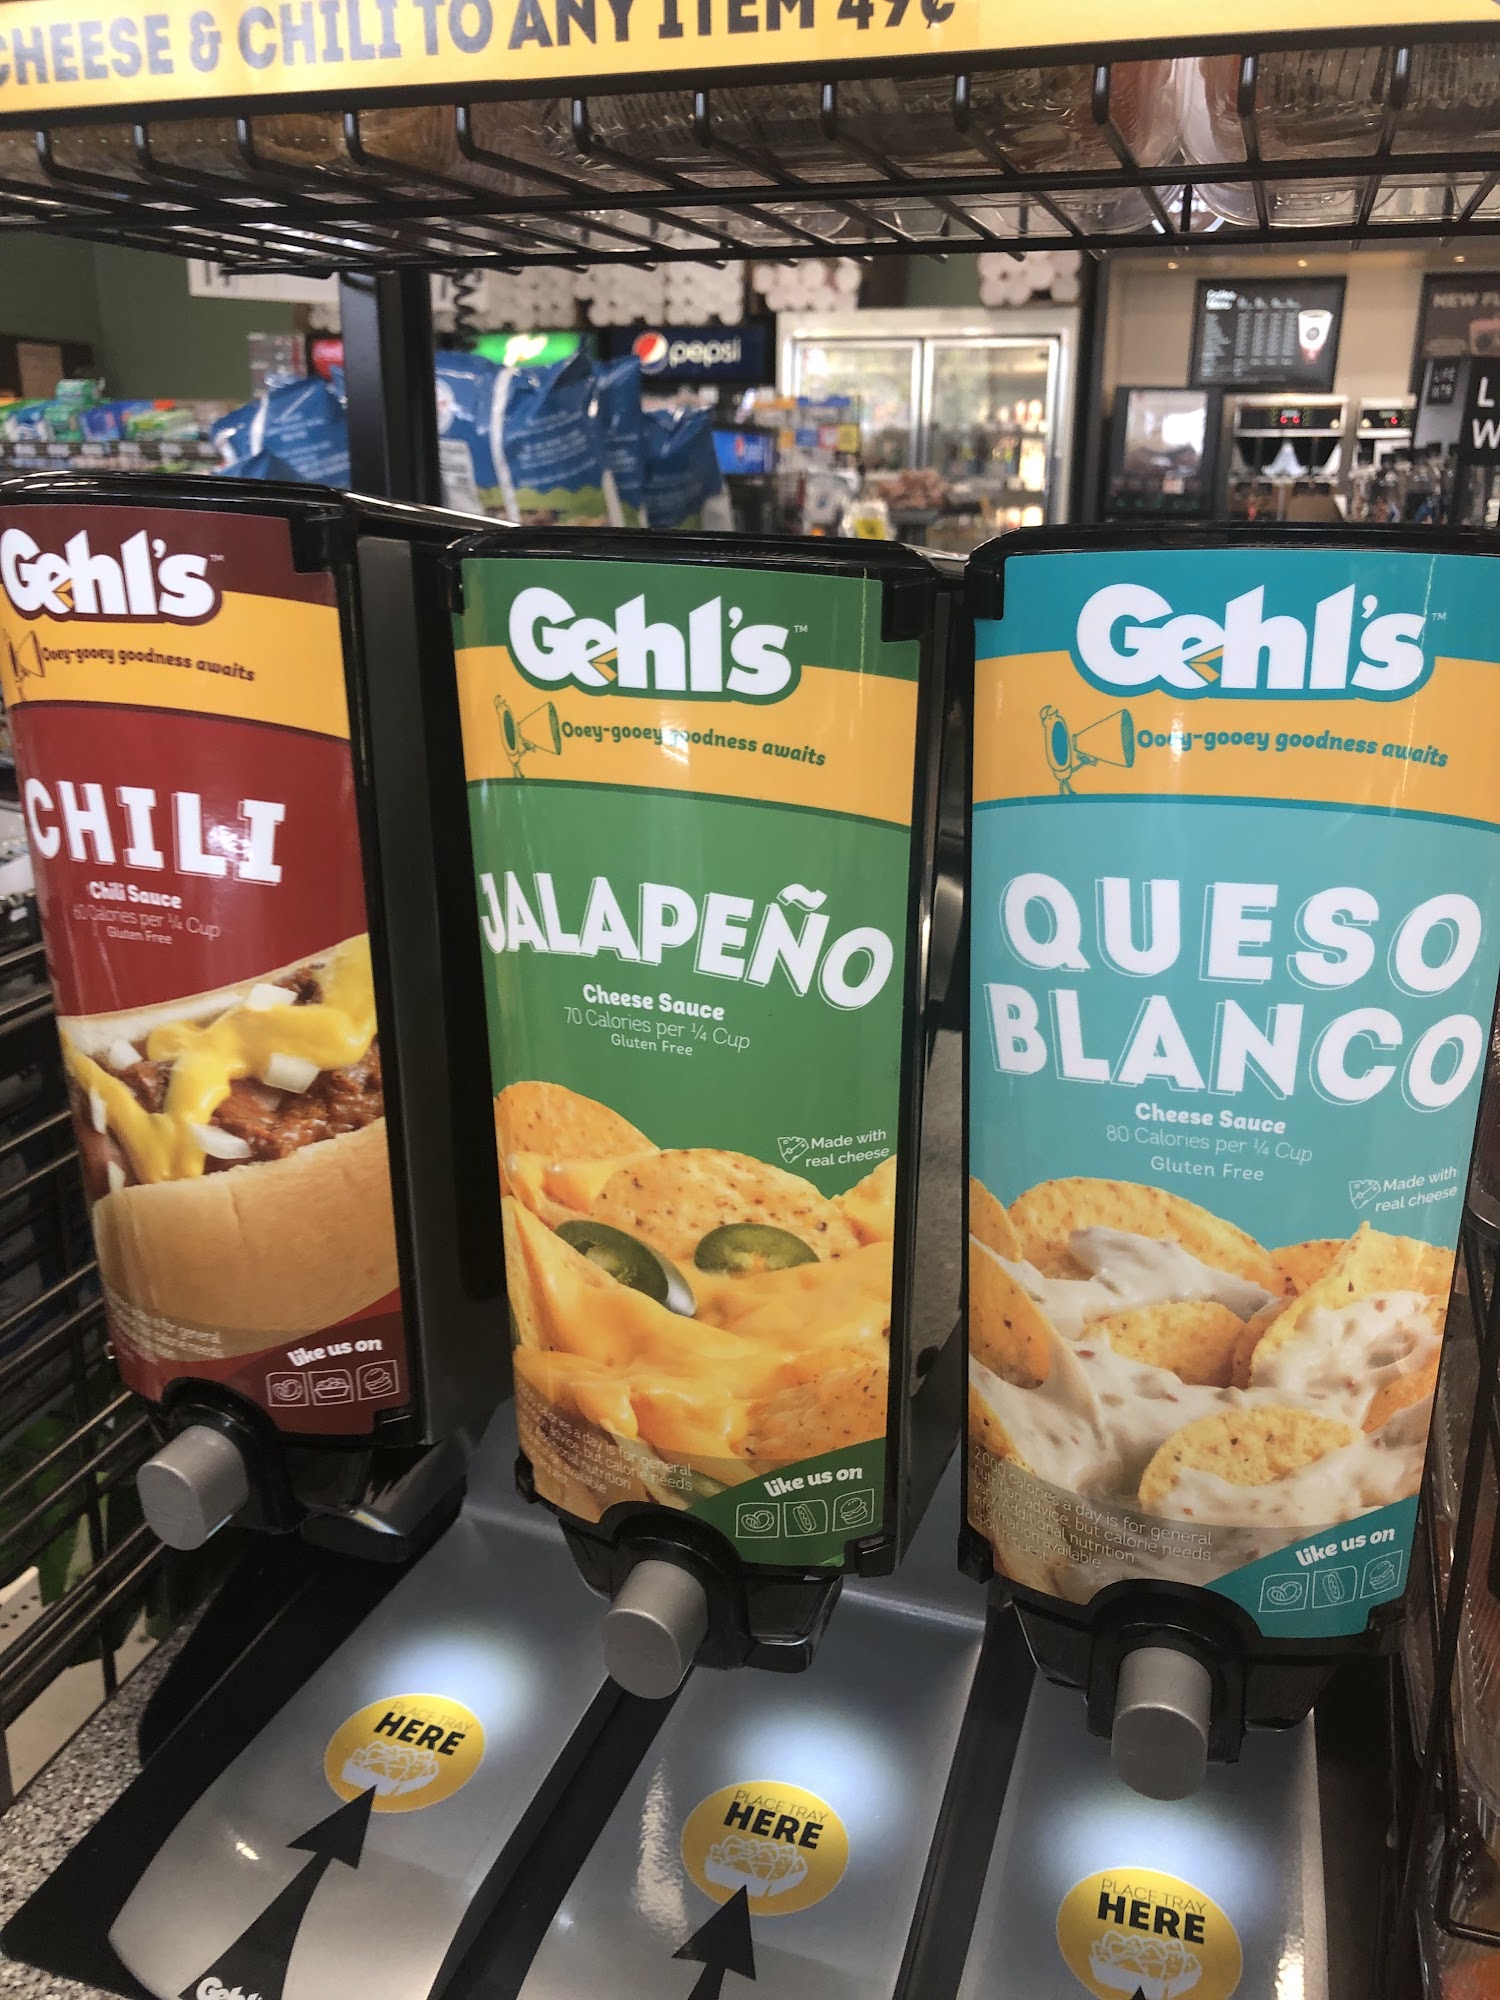 CHEESE & CHILI TO ANY ITEM 49¢
pepsi
NEW
Gehl's™
Ooey-gooey goodness awaits
CHILI
Chili Sauce
60 Calories per ¼ Cup
Gluten Free
like us on
Gehl's™
Ooey-gooey goodness awaits
JALAPEÑO
Cheese Sauce
70 Calories per ¼ Cup
Gluten Free
Made with
real cheese
like us on
Gehl's™
Ooey-gooey goodness awaits
QUESO
BLANCO
Cheese Sauce
80 Calories per ¼ Cup
Gluten Free
Made with
real cheese
2,000 calories a day is for general
nutrition advice, but calorie needs
vary. Additional nutrition
information available
upon request
like us on
PLACE TRAY
HERE
PLACE TRAY
HERE
PLACE TRAY
HERE